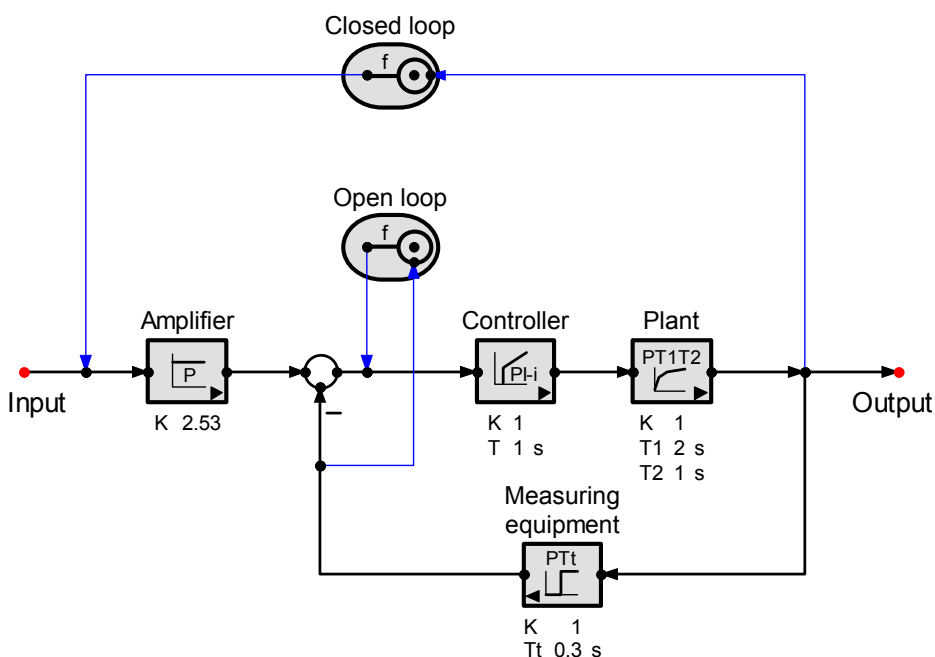 Closed loop
f
Open loop
f
Amplifier
P
K 2.53
Controller
PI-i
K 1
T 1 s
Plant
PT1T2
K 1
T1 2 s
T2 1 s
Input
Output
–
Measuring
equipment
PTt
K 1
Tt 0.3 s